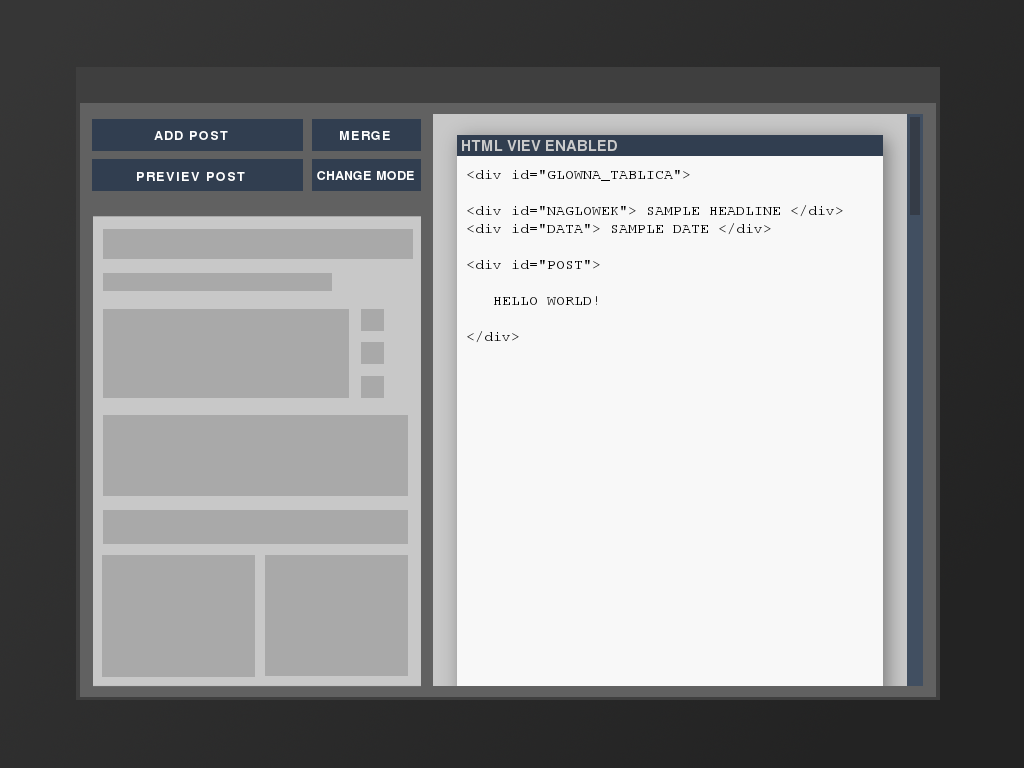 ADD POST
MERGE
PREVIEV POST
CHANGE MODE
HTML VIEV ENABLED
<div id="GLOWNA_TABLICA">
<div id="NAGLOWEK"> SAMPLE HEADLINE </div>
<div id="DATA"> SAMPLE DATE </div>
<div id="POST">
HELLO WORLD!
</div>